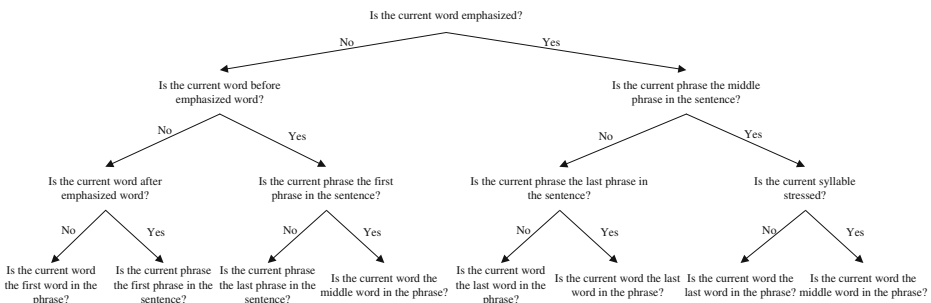 Is the current word emphasized?
No
Yes
Is the current word before
emphasized word?
Is the current phrase the middle
phrase in the sentence?
No
Yes
No
Yes
Is the current word after
emphasized word?
Is the current phrase the first
phrase in the sentence?
Is the current phrase the last phrase in
the sentence?
Is the current syllable
stressed?
No
Yes
No
Yes
No
Yes
No
Yes
Is the current word
the first word in the
phrase?
Is the current phrase
the first phrase in the
sentence?
Is the current phrase
the last phrase in the
sentence?
Is the current word the
middle word in the phrase?
Is the current word
the last word in the
phrase?
Is the current word the last
word in the phrase?
Is the current word the
last word in the phrase?
Is the current word the
middle word in the phrase?